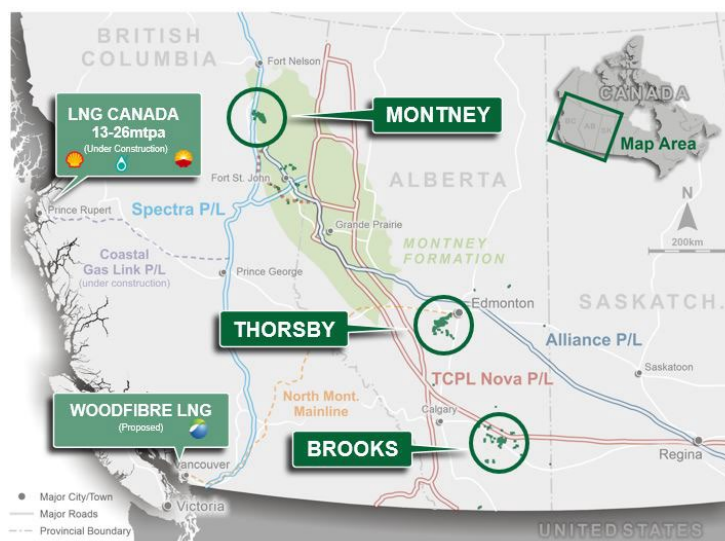 BRITISH
COLUMBIA
Fort Nelson
LNG CANADA
13-26mtpa
(Under Construction)
MONTNEY
CANADA
BC
AB
SK
Map Area
Fort St. John
ALBERTA
N
200km
Prince Rupert
Spectra P/L
Grande Prairie
MONTNEY
FORMATION
Coastal
Gas Link P/L
(under construction)
Prince George
SASKATCH
Edmonton
THORSBY
Alliance P/L
Saskatoon
TCPL Nova P/L
North Mont.
Mainline
WOODFIBRE LNG
(Proposed)
Calgary
BROOKS
Regina
Vancouver
Major City/Town
Major Roads
Provincial Boundary
Victoria
UNITED STATES